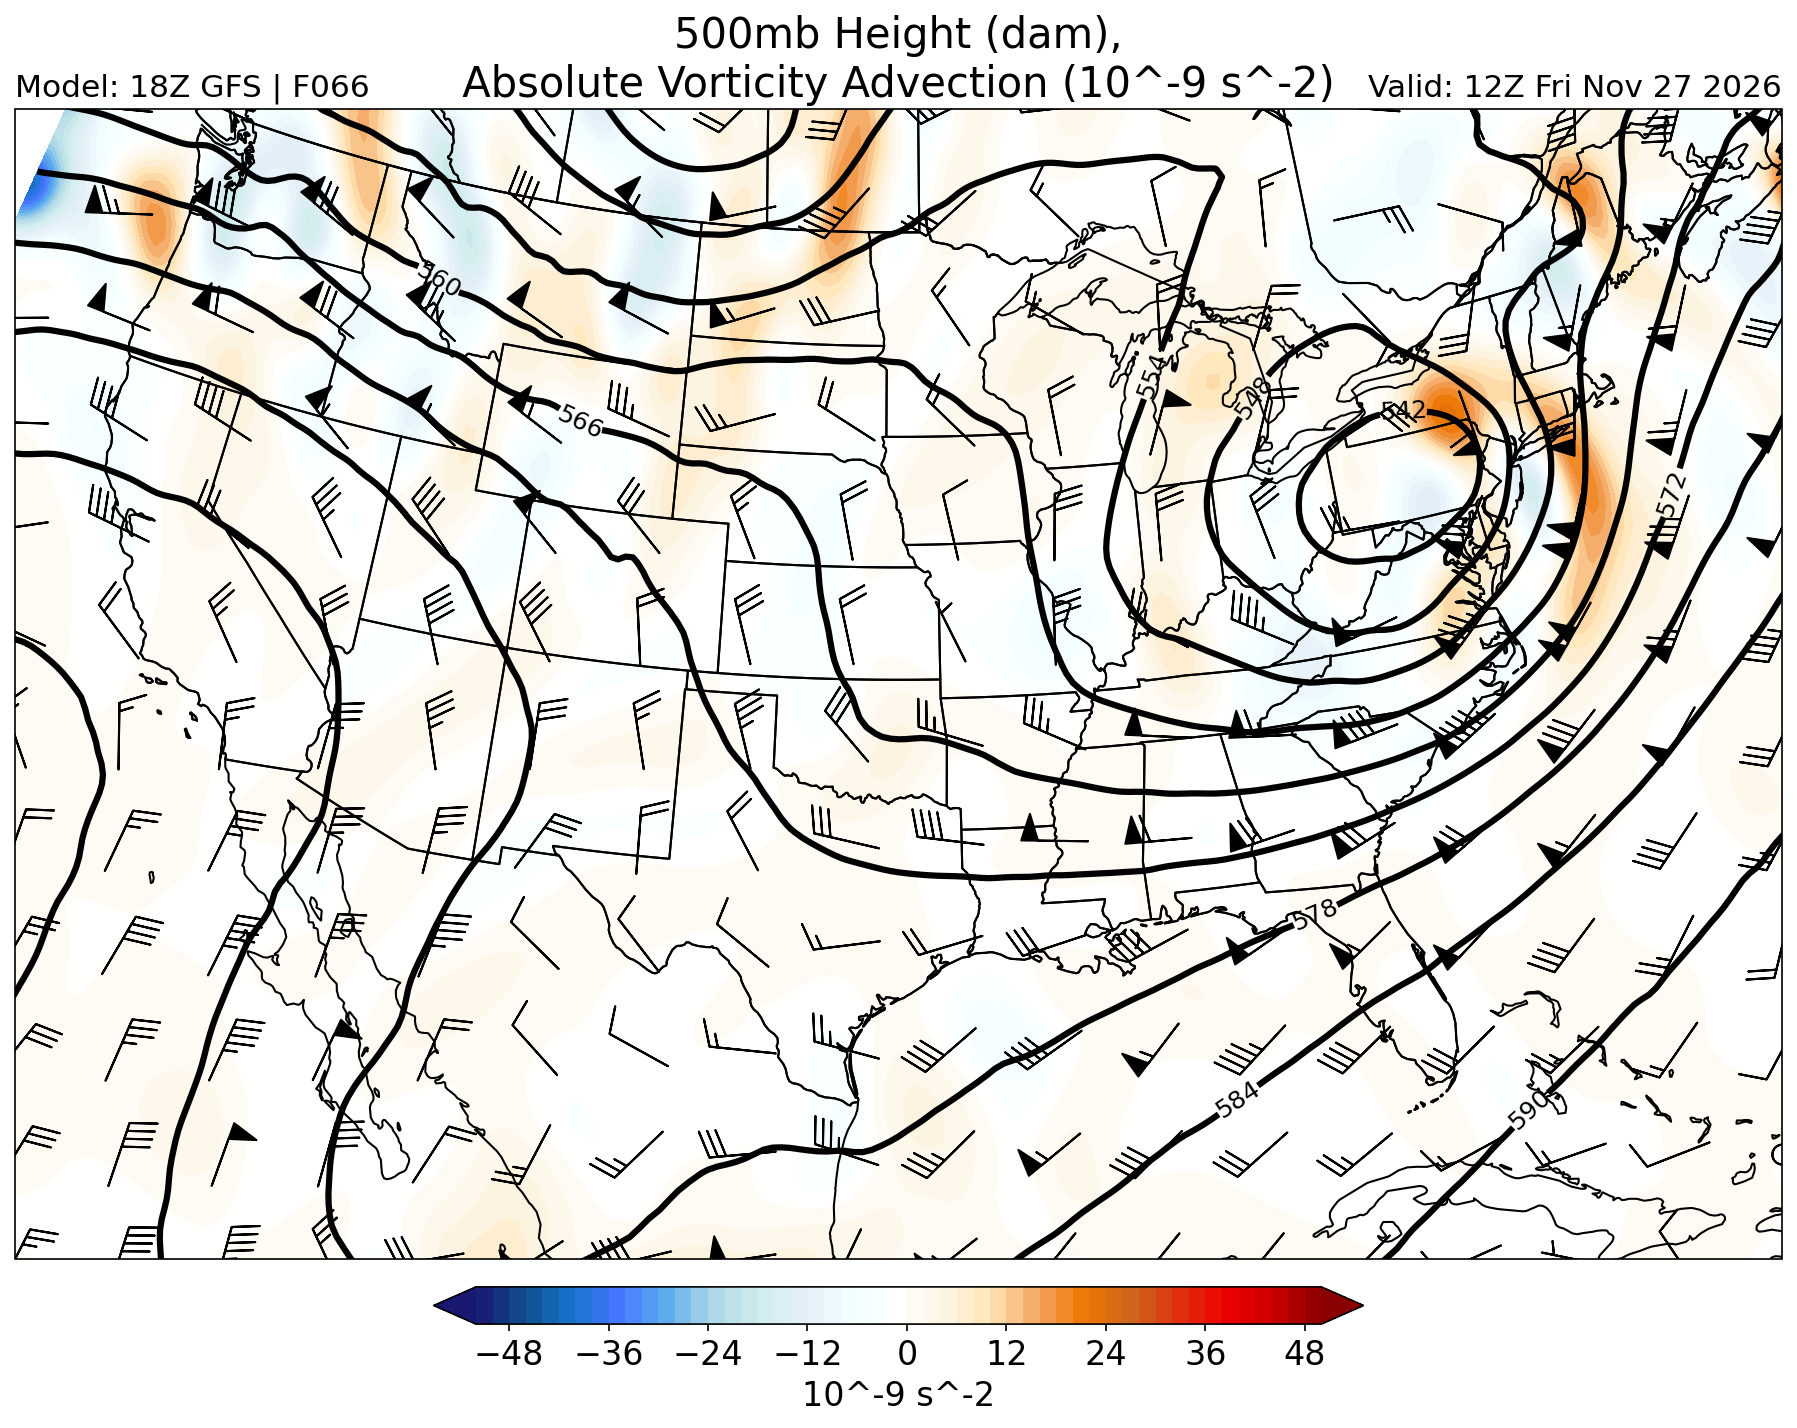 500mb Height (dam),
Model: 18Z GFS | F066
Absolute Vorticity Advection (10^-9 s^-2)
Valid: 12Z Fri Nov 27 2026
560
566
554
548
542
572
578
584
590
−48 −36 −24 −12 0 12 24 36 48
10^-9 s^-2